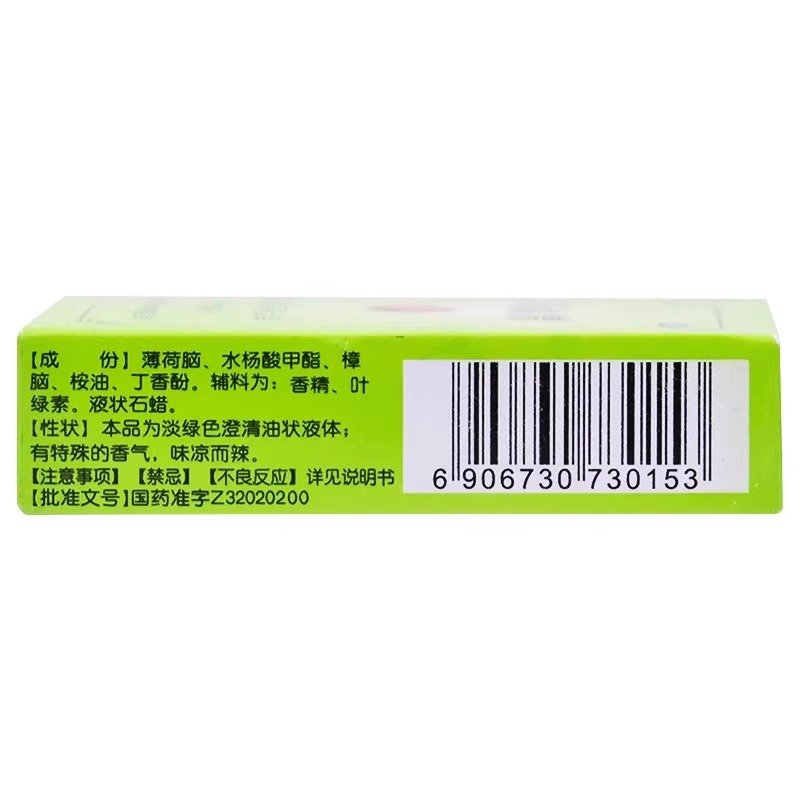 【成 份】薄荷脑、水杨酸甲酯、樟
脑、桉油、丁香酚。辅料为：香精、叶
绿素。液状石蜡。
【性状】本品为淡绿色澄清油状液体；
有特殊的香气，味凉而辣。
【注意事项】【禁忌】【不良反应】详见说明书
【批准文号】国药准字Z32020200
6 906730 730153